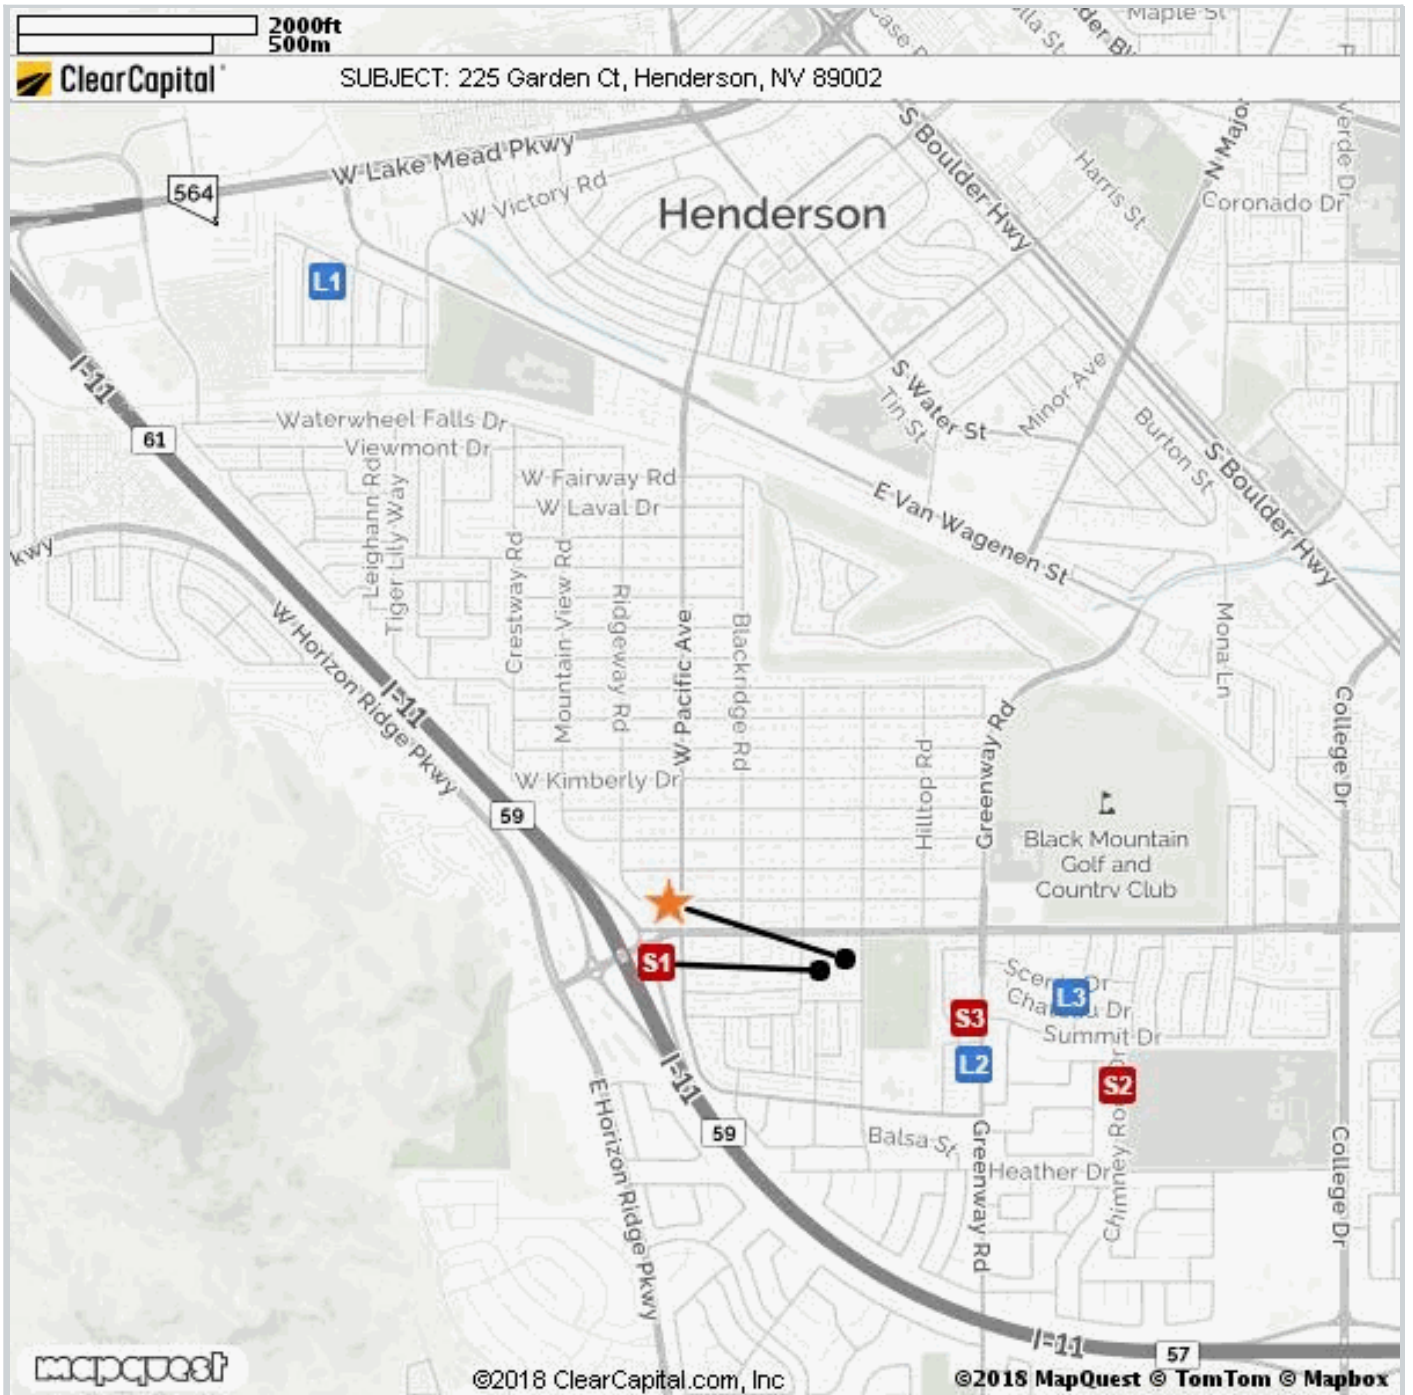 2000ft
500m
Maple St
ClearCapital
SUBJECT: 225 Garden Ct, Henderson, NV 89002
W Lake Mead Pkwy
564
W Victory Rd
Henderson
S Boulder Hwy
Harris St
N Major
Coronado Dr
Verde Dr
L1
I-11
61
Waterwheel Falls Dr
Viewmont Dr
W Fairway Rd
W Laval Dr
S Water St
Tin St
Minor Ave
Burton St
S Boulder Hwy
E Van Wagenen St
kwy
Leighann Rd
Tiger Lily Way
Crestway Rd
Mountain View Rd
Ridgeway Rd
W Pacific Ave
Blackridge Rd
Mona Ln
College Dr
W Horizon Ridge Pkwy
I-11
W Kimberly Dr
59
Hilltop Rd
Greenway Rd
Black Mountain
Golf and
Country Club
S1
S3
L3
Summit Dr
L2
S2
I-11
59
E Horizon Ridge Pkwy
Balsa St
Heather Dr
Greenway Rd
College Dr
I-11
57
mapquest
©2018 ClearCapital.com, Inc
©2018 MapQuest © TomTom © Mapbox